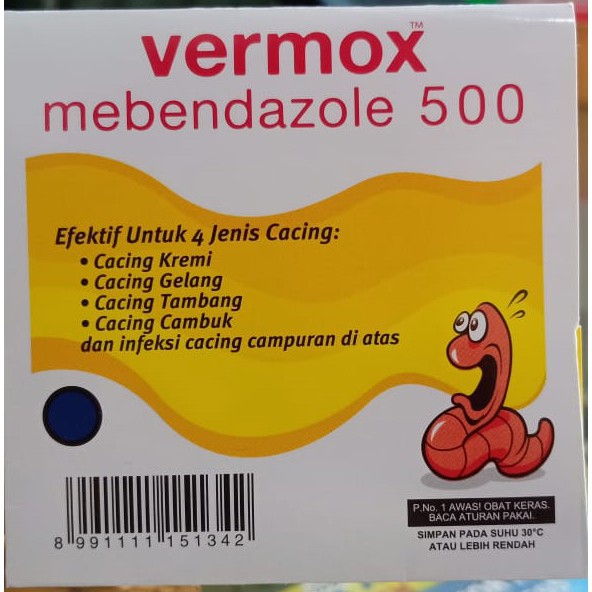 vermox™
mebendazole 500
Efektif Untuk 4 Jenis Cacing:
• Cacing Kremi
• Cacing Gelang
• Cacing Tambang
• Cacing Cambuk
dan infeksi cacing campuran di atas
8 991111 151342
P.No. 1 AWAS! OBAT KERAS.
BACA ATURAN PAKAI.
SIMPAN PADA SUHU 30°C
ATAU LEBIH RENDAH